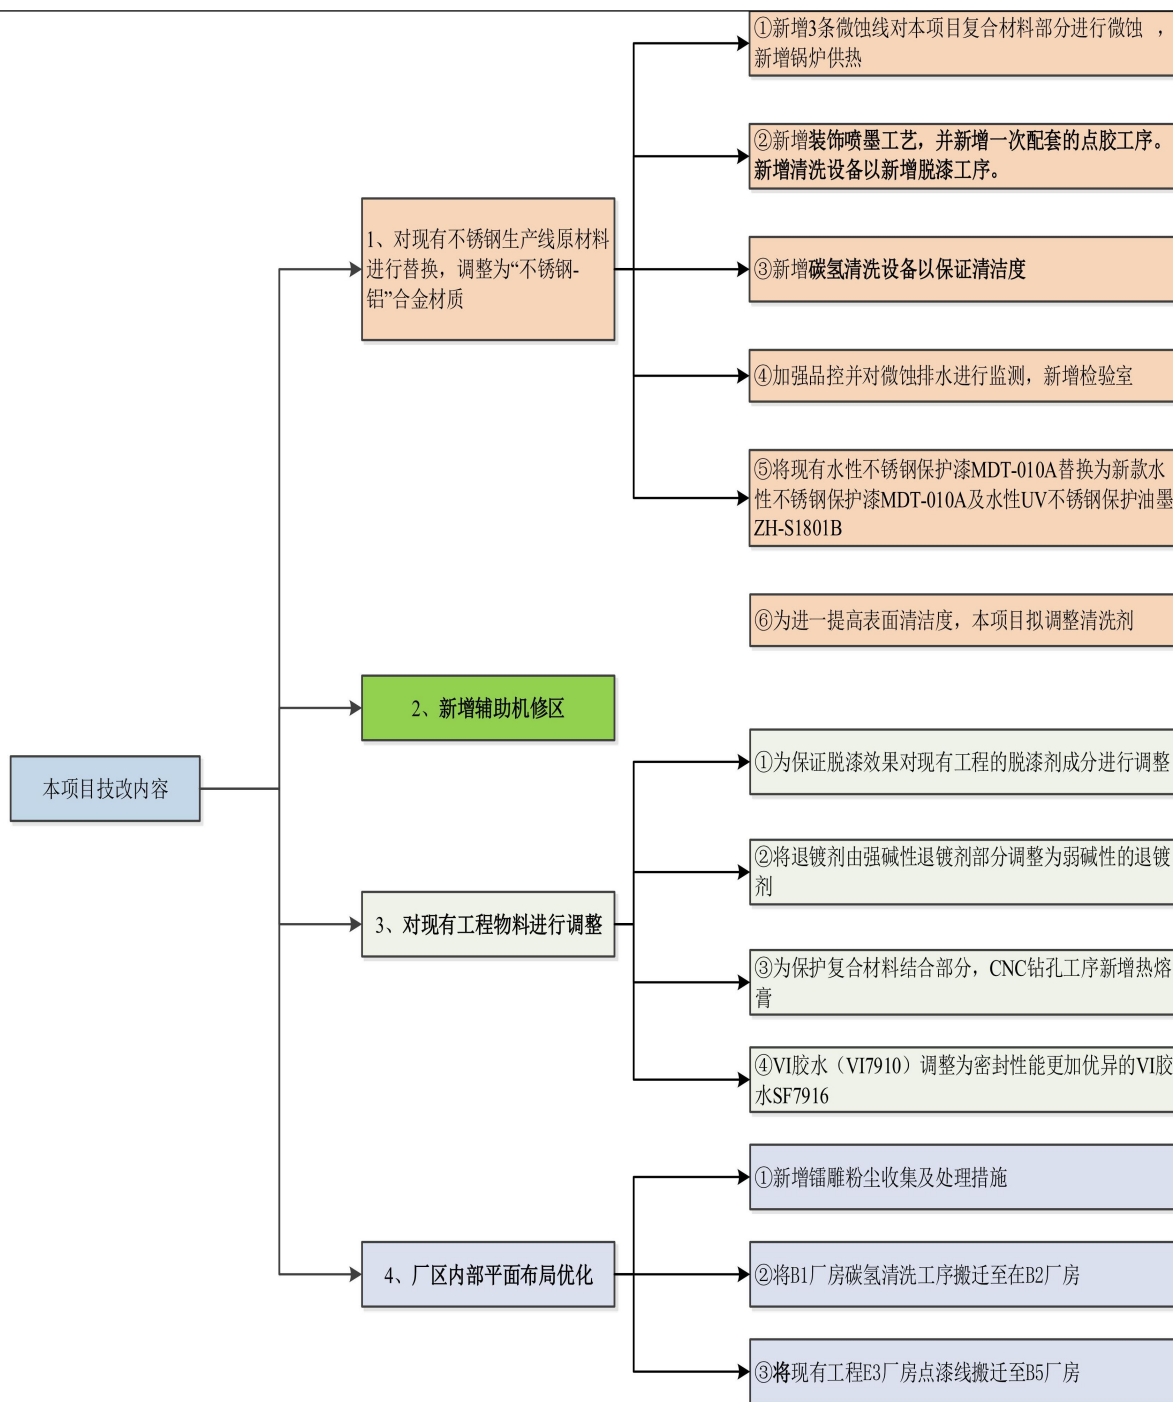 ①新增3条微蚀线对本项目复合材料部分进行微蚀 ，
新增锅炉供热
②新增装饰喷墨工艺，并新增一次配套的点胶工序。
新增清洗设备以新增脱漆工序。
1、对现有不锈钢生产线原材料
进行替换，调整为“不锈钢-
铝”合金材质
③新增碳氢清洗设备以保证清洁度
④加强品控并对微蚀排水进行监测，新增检验室
⑤将现有水性不锈钢保护漆MDT-010A替换为新款水
性不锈钢保护漆MDT-010A及水性UV不锈钢保护油墨
ZH-S1801B
⑥为进一提高表面清洁度，本项目拟调整清洗剂
2、新增辅助机修区
本项目技改内容
①为保证脱漆效果对现有工程的脱漆剂成分进行调整
②将退镀剂由强碱性退镀剂部分调整为弱碱性的退镀
剂
3、对现有工程物料进行调整
③为保护复合材料结合部分，CNC钻孔工序新增热熔
膏
④VI胶水（VI7910）调整为密封性能更加优异的VI胶
水SF7916
①新增镭雕粉尘收集及处理措施
4、厂区内部平面布局优化
②将B1厂房碳氢清洗工序搬迁至在B2厂房
③将现有工程E3厂房点漆线搬迁至B5厂房